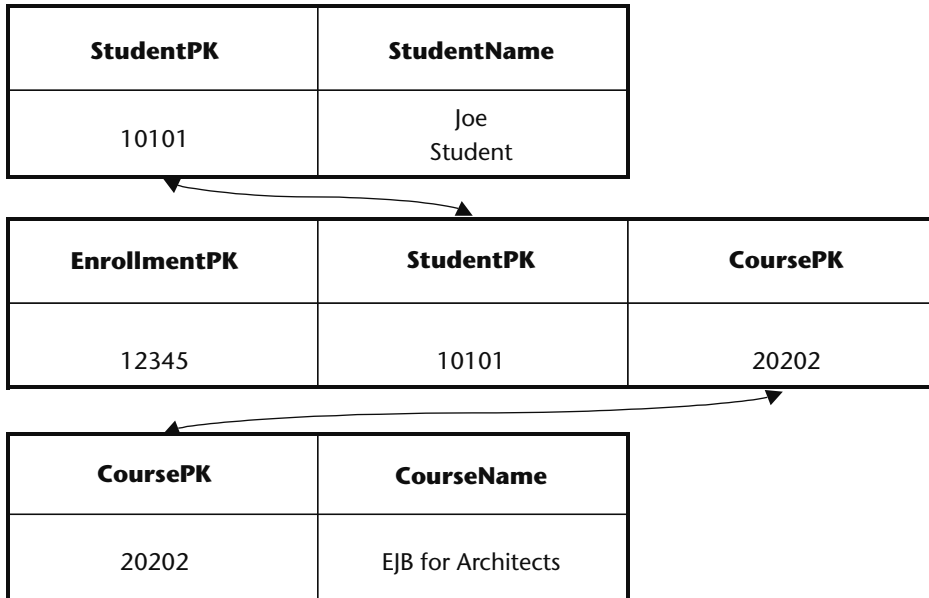 StudentPK StudentName
10101 Joe
Student
EnrollmentPK StudentPK CoursePK
12345 10101 20202
CoursePK CourseName
20202 EJB for Architects